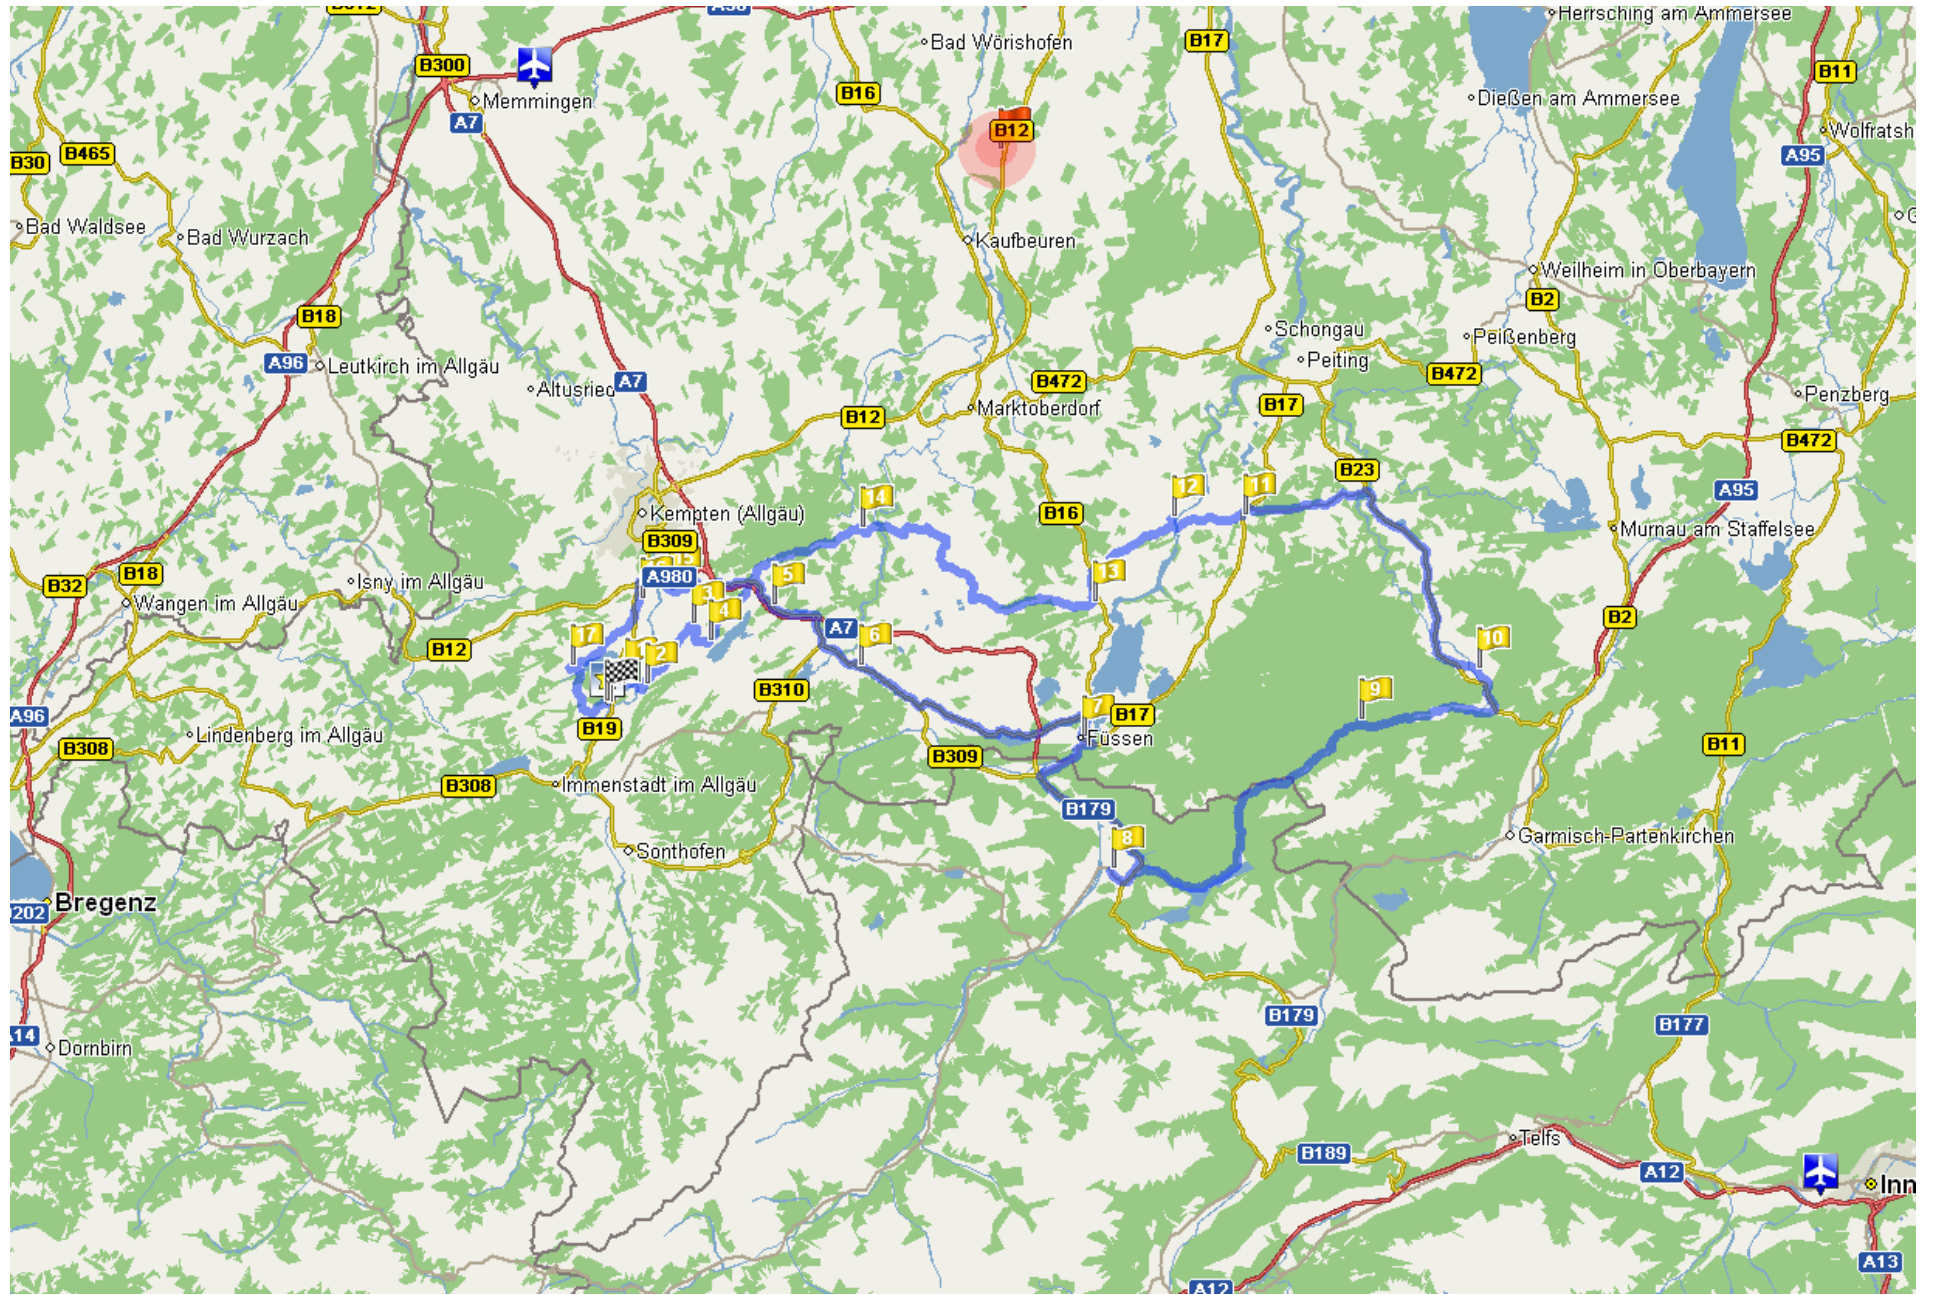 Herrsching am Ammersee
B17
Bad Wörishofen
B300
B11
B16
Dießen am Ammersee
Memmingen
A7
B12
Wolfratsh
B465
A95
B30
Bad Waldsee
Bad Wurzach
Kaufbeuren
Weilheim in Oberbayern
B2
B18
Schongau
Peißenberg
Peiting
A96
Leutkirch im Allgäu
B472
B472
A7
Altusried
Penzberg
B17
Marktoberdorf
B12
B472
B23
12
11
A95
14
Kempten (Allgäu)
B16
Murnau am Staffelsee
B309
15
B18
A980
5
13
Isny im Allgäu
B32
3
Wangen im Allgäu
4
B2
17
A7
6
10
B12
2
B310
9
A96
7
B17
B19
Füssen
Lindenberg im Allgäu
B308
B11
B309
B308
Immenstadt im Allgäu
B179
8
Garmisch-Partenkirchen
Sonthofen
Bregenz
202
B179
B177
14
Dornbirn
Telfs
B189
A12
Inn
A13
A12